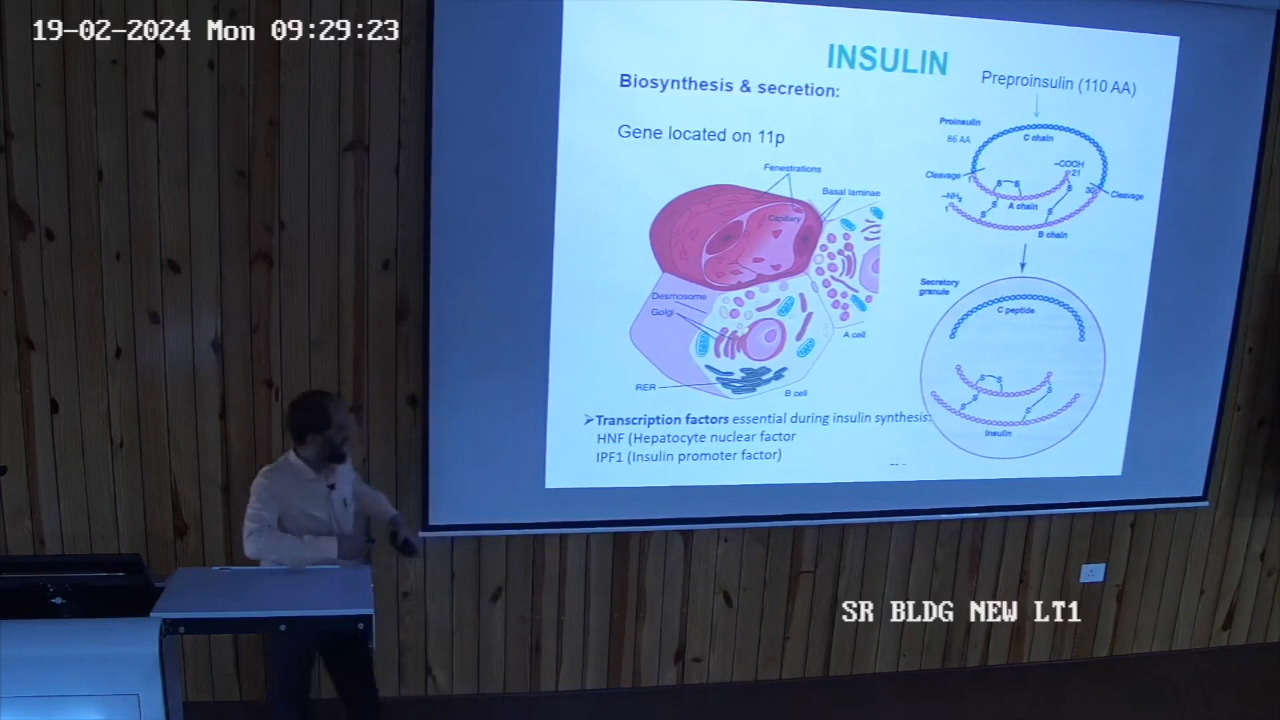 19-02-2024 Mon 09:29:23
INSULIN
Biosynthesis & secretion:
Gene located on 11p
Fenestrations
Basal laminae
Capillary
Desmosome
Golgi
A cell
RER
B cell
➢Transcription factors essential during insulin synthesis:
HNF (Hepatocyte nuclear factor
IPF1 (Insulin promoter factor)
Preproinsulin (110 AA)
Proinsulin
86 AA
C chain
–COOH
21
Cleavage
1
S S
30
Cleavage
–NH₂
S
S
A chain
S
S
1
B chain
Secretory
granule
C peptide
S S
S
S
S
S
Insulin
SR BLDG NEW LT1